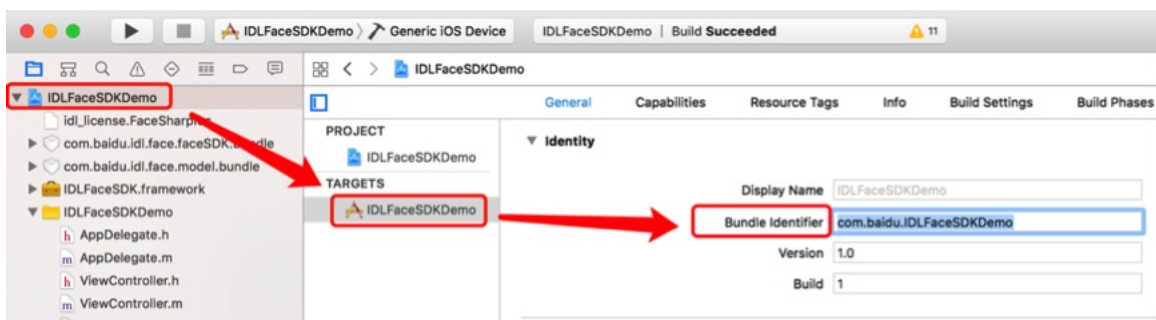 IDLFaceSDKDemo 〉 Generic iOS Device
IDLFaceSDKDemo | Build Succeeded
11
IDLFaceSDKDemo
idl_license.FaceSharp
com.baidu.idl.face.faceSDK.bundle
com.baidu.idl.face.model.bundle
IDLFaceSDK.framework
IDLFaceSDKDemo
h AppDelegate.h
m AppDelegate.m
h ViewController.h
m ViewController.m
IDLFaceSDKDemo
General Capabilities Resource Tags Info Build Settings Build Phases
PROJECT
IDLFaceSDKDemo
TARGETS
IDLFaceSDKDemo
Identity
Display Name IDLFaceSDKDemo
Bundle Identifier com.baidu.IDLFaceSDKDemo
Version 1.0
Build 1